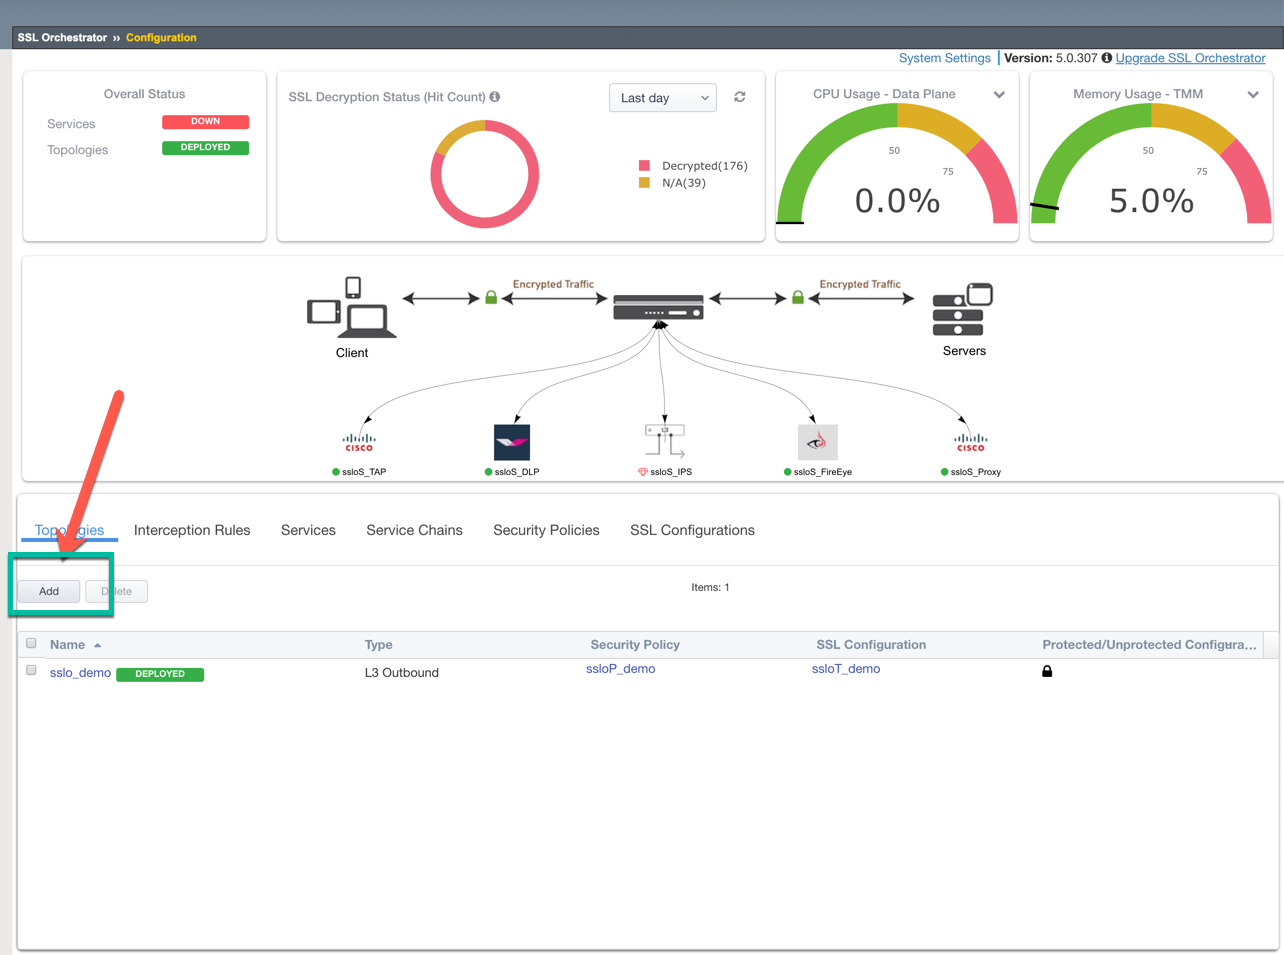 SSL Orchestrator ›› Configuration
System Settings Version: 5.0.307 Upgrade SSL Orchestrator
Overall Status
Services DOWN
Topologies DEPLOYED
SSL Decryption Status (Hit Count)
Last day
Decrypted(176)
N/A(39)
CPU Usage - Data Plane
50
75
0.0%
Memory Usage - TMM
50
75
5.0%
Encrypted Traffic
Encrypted Traffic
Client
Servers
CISCO
CISCO
ssloS_TAP
ssloS_DLP
ssloS_IPS
ssloS_FireEye
ssloS_Proxy
Topologies Interception Rules Services Service Chains Security Policies SSL Configurations
Add Delete Items: 1
Name Type Security Policy SSL Configuration Protected/Unprotected Configura...
sslo_demo DEPLOYED L3 Outbound ssloP_demo ssloT_demo